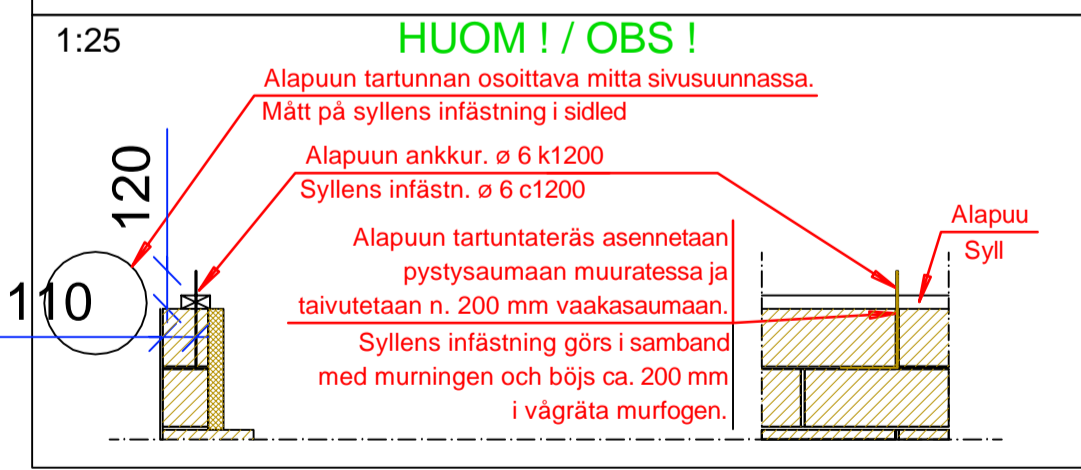 1:25
HUOM ! / OBS !
Alapuun tartunnan osoittava mitta sivusuunnassa.
Mått på syllens infästning i sidled
120
Alapuun ankkur. ø 6 k1200
Syllens infästn. ø 6 c1200
Alapuu
Syll
Alapuun tartuntateräs asennetaan
pystysaumaan muuratessa ja
taivutetaan n. 200 mm vaakasaumaan.
110
Syllens infästning görs i samband
med murningen och böjs ca. 200 mm
i vågräta murfogen.